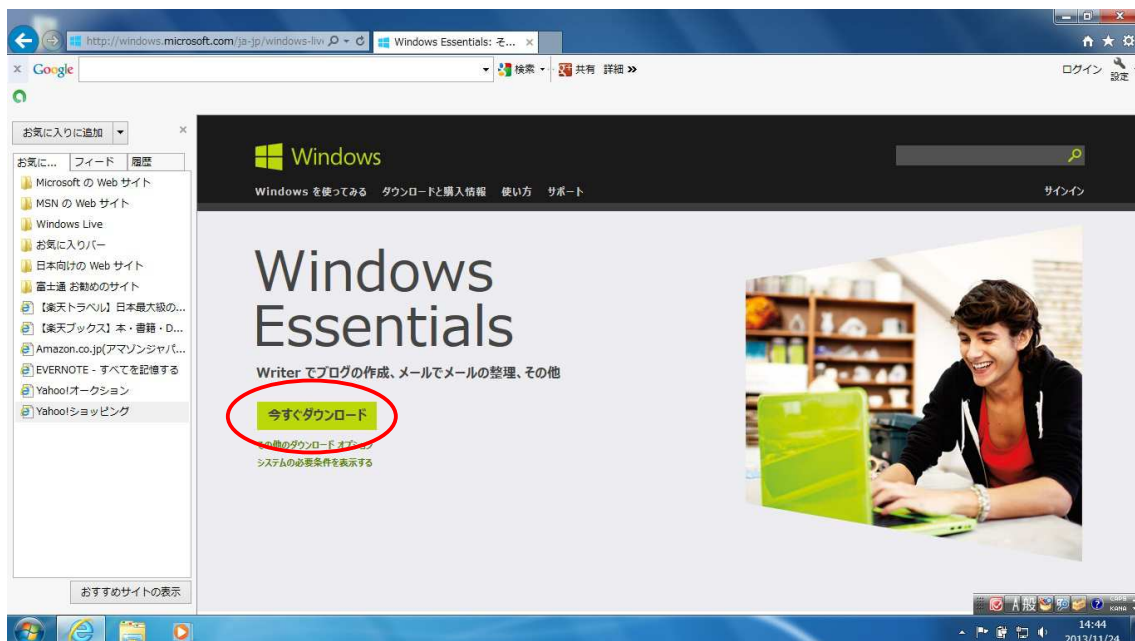 http://windows.microsoft.com/ja-jp/windows-liv
Windows Essentials: そ...
Google
検索
共有
詳細
ログイン
設定
お気に入りに追加
お気に...
フィード
履歴
Microsoft の Web サイト
MSN の Web サイト
Windows Live
お気に入りバー
日本向けの Web サイト
富士通 お勧めのサイト
【楽天トラベル】日本最大級の...
【楽天ブックス】本・書籍・D...
Amazon.co.jp(アマゾンジャパ...
EVERNOTE - すべてを記憶する
Yahoo!オークション
Yahoo!ショッピング
おすすめサイトの表示
Windows
Windows を使ってみる ダウンロードと購入情報 使い方 サポート
サインイン
Windows
Essentials
Writer でブログの作成、メールでメールの整理、その他
今すぐダウンロード
その他のダウンロード オプション
システムの必要条件を表示する
A 般
CAPS
KANA
14:44
2013/11/24